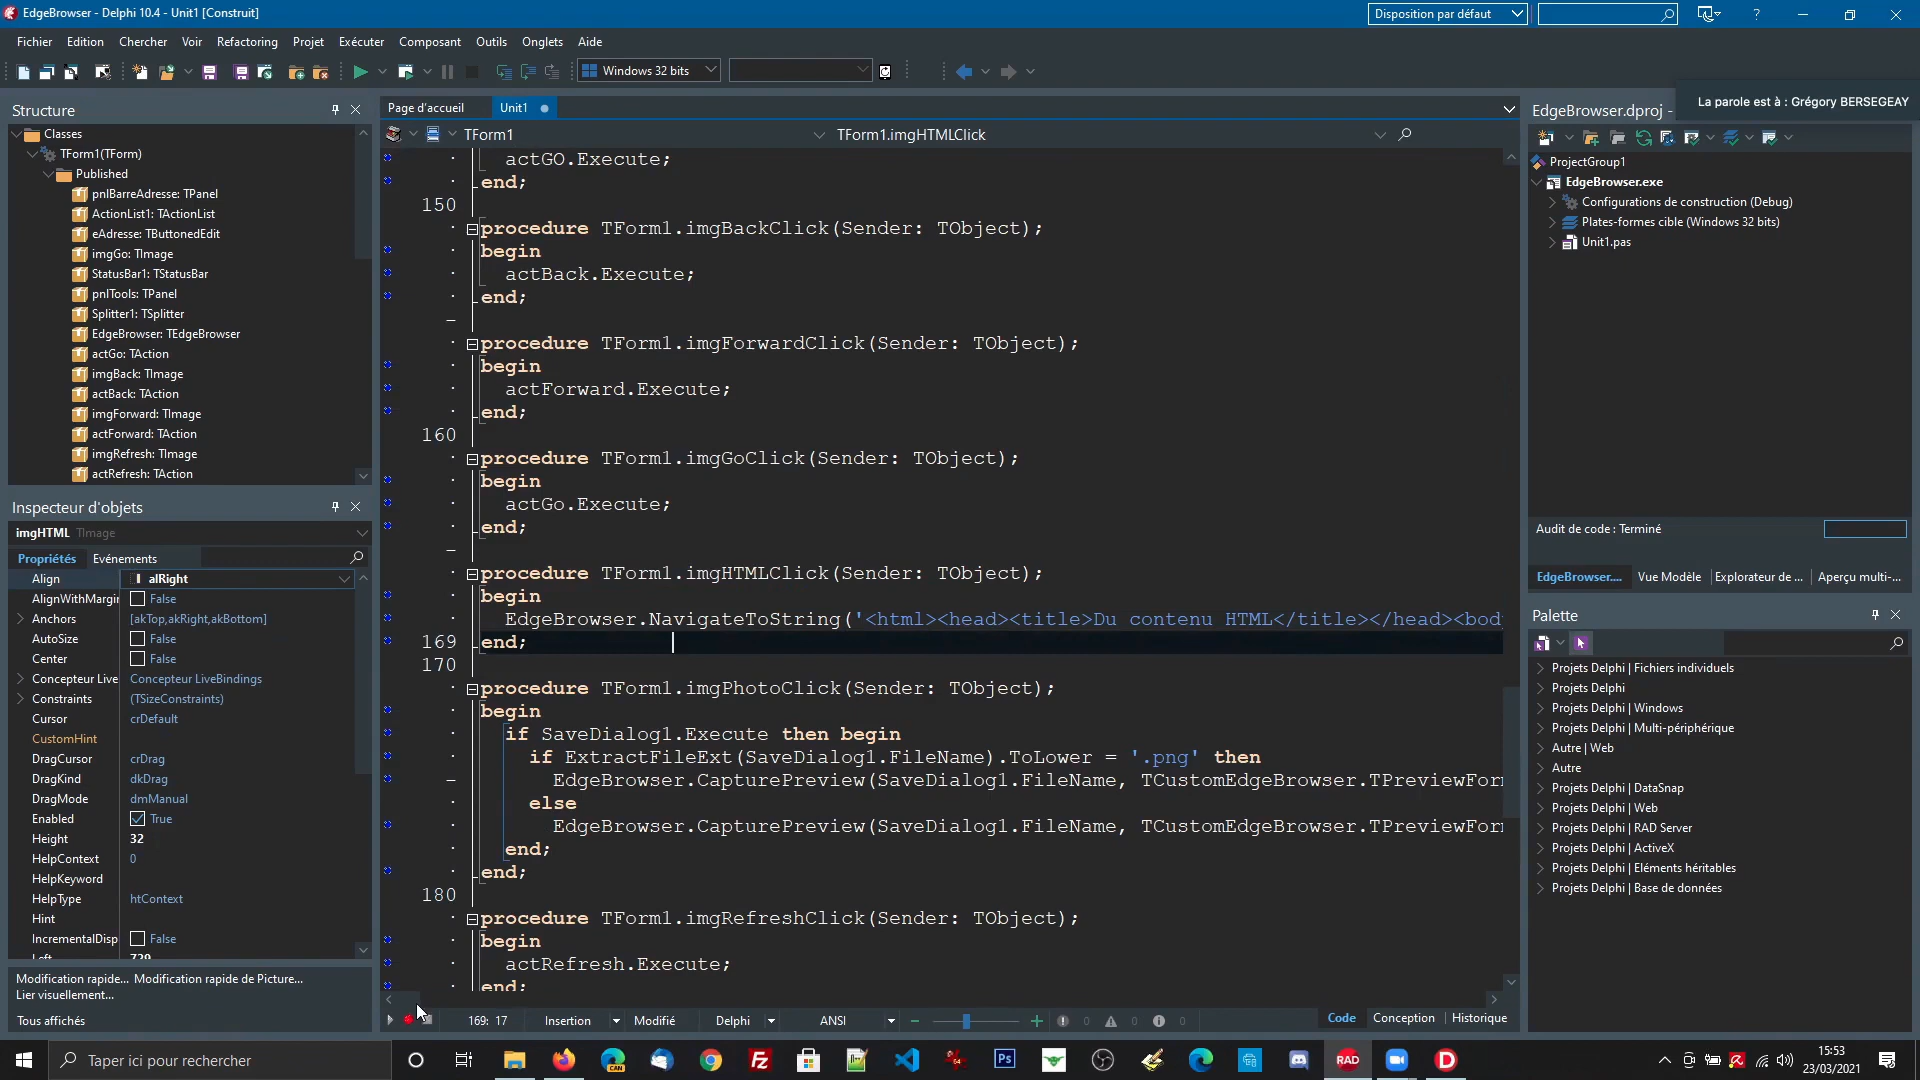 EdgeBrowser - Delphi 10.4 - Unit1 [Construit]
Disposition par défaut
Fichier Edition Chercher Voir Refactoring Projet Exécuter Composant Outils Onglets Aide
Windows 32 bits
La parole est à : Grégory BERSEGEAY
Structure
Classes
TForm1(TForm)
Published
pnlBarreAdresse: TPanel
ActionList1: TActionList
eAdresse: TButtonedEdit
imgGo: TImage
StatusBar1: TStatusBar
pnlTools: TPanel
Splitter1: TSplitter
EdgeBrowser: TEdgeBrowser
actGo: TAction
imgBack: TImage
actBack: TAction
imgForward: TImage
actForward: TAction
imgRefresh: TImage
actRefresh: TAction
Inspecteur d'objets
imgHTML TImage
Propriétés Evénements
Align alRight
AlignWithMargin False
Anchors [akTop,akRight,akBottom]
AutoSize False
Center False
Concepteur Live Concepteur LiveBindings
Constraints (TSizeConstraints)
Cursor crDefault
CustomHint
DragCursor crDrag
DragKind dkDrag
DragMode dmManual
Enabled True
Height 32
HelpContext 0
HelpKeyword
HelpType htContext
Hint
IncrementalDisp False
Left 729
Modification rapide... Modification rapide de Picture...
Lier visuellement...
Tous affichés
Page d'accueil Unit1
TForm1 TForm1.imgHTMLClick
actGO.Execute;
end;
150
procedure TForm1.imgBackClick(Sender: TObject);
begin
actBack.Execute;
end;
procedure TForm1.imgForwardClick(Sender: TObject);
begin
actForward.Execute;
end;
160
procedure TForm1.imgGoClick(Sender: TObject);
begin
actGo.Execute;
end;
procedure TForm1.imgHTMLClick(Sender: TObject);
begin
EdgeBrowser.NavigateToString('<html><head><title>Du contenu HTML</title></head><bod
169 end;
170
procedure TForm1.imgPhotoClick(Sender: TObject);
begin
if SaveDialog1.Execute then begin
if ExtractFileExt(SaveDialog1.FileName).ToLower = '.png' then
EdgeBrowser.CapturePreview(SaveDialog1.FileName, TCustomEdgeBrowser.TPreviewFor
else
EdgeBrowser.CapturePreview(SaveDialog1.FileName, TCustomEdgeBrowser.TPreviewFor
end;
end;
180
procedure TForm1.imgRefreshClick(Sender: TObject);
begin
actRefresh.Execute;
end;
169: 17 Insertion Modifié Delphi ANSI 0 0 0 Code Conception Historique
EdgeBrowser.dproj -
ProjectGroup1
EdgeBrowser.exe
Configurations de construction (Debug)
Plates-formes cible (Windows 32 bits)
Unit1.pas
Audit de code : Terminé
EdgeBrowser.... Vue Modèle Explorateur de ... Aperçu multi-...
Palette
Projets Delphi | Fichiers individuels
Projets Delphi
Projets Delphi | Windows
Projets Delphi | Multi-périphérique
Autre | Web
Autre
Projets Delphi | DataSnap
Projets Delphi | Web
Projets Delphi | RAD Server
Projets Delphi | ActiveX
Projets Delphi | Eléments héritables
Projets Delphi | Base de données
Taper ici pour rechercher
CAN
Fz
Ps
RAD
D
15:53
23/03/2021